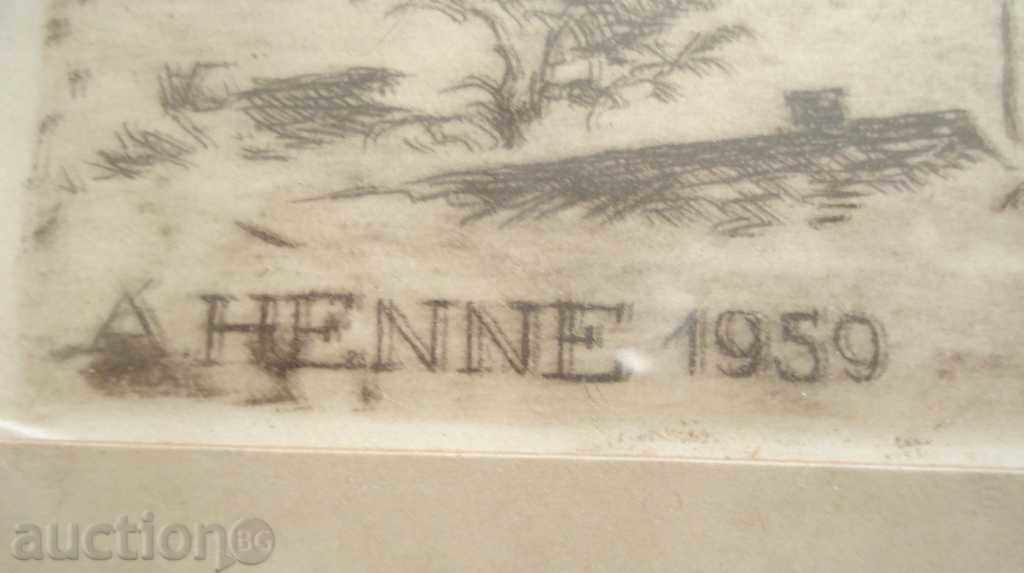 A HENNE. 1959
auctionBG